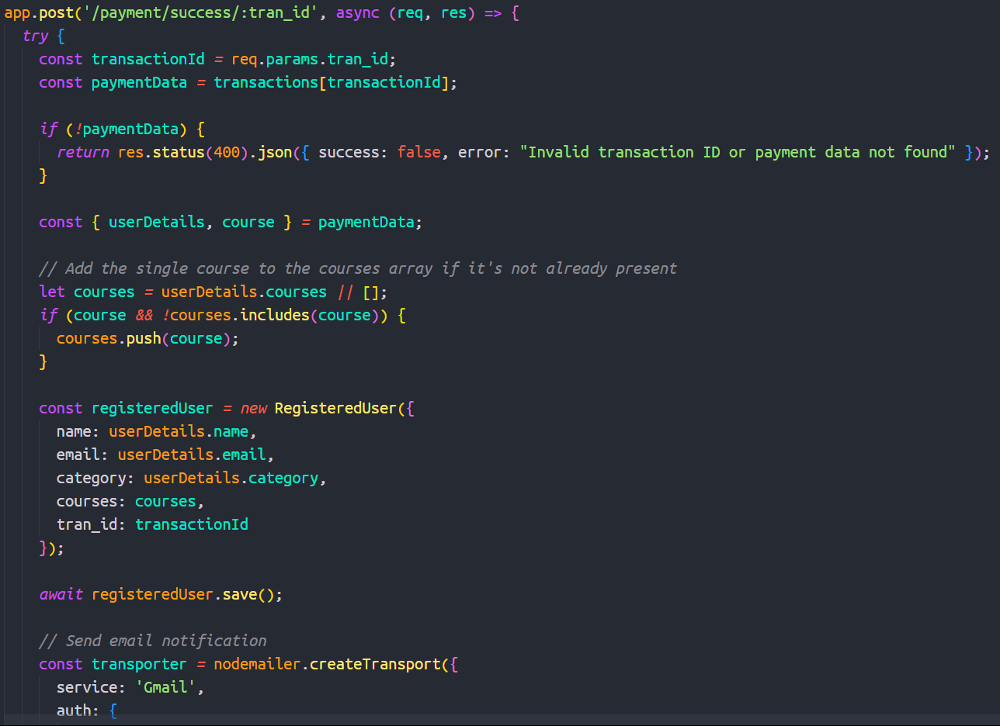 app.post('/payment/success/:tran_id', async (req, res) => {
try {
const transactionId = req.params.tran_id;
const paymentData = transactions[transactionId];
if (!paymentData) {
return res.status(400).json({ success: false, error: "Invalid transaction ID or payment data not found" });
}
const { userDetails, course } = paymentData;
// Add the single course to the courses array if it's not already present
let courses = userDetails.courses || [];
if (course && !courses.includes(course)) {
courses.push(course);
}
const registeredUser = new RegisteredUser({
name: userDetails.name,
email: userDetails.email,
category: userDetails.category,
courses: courses,
tran_id: transactionId
});
await registeredUser.save();
// Send email notification
const transporter = nodemailer.createTransport({
service: 'Gmail',
auth: {